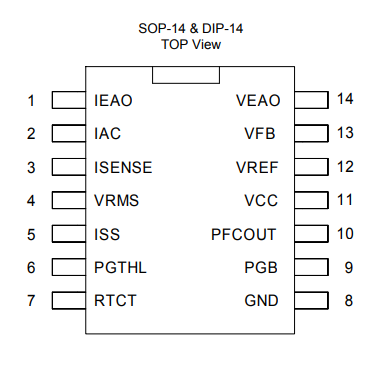 SOP-14 & DIP-14
TOP View
1 IEAO VEAO 14
2 IAC VFB 13
3 ISENSE VREF 12
4 VRMS VCC 11
5 ISS PFCOUT 10
6 PGTHL PGB 9
7 RTCT GND 8